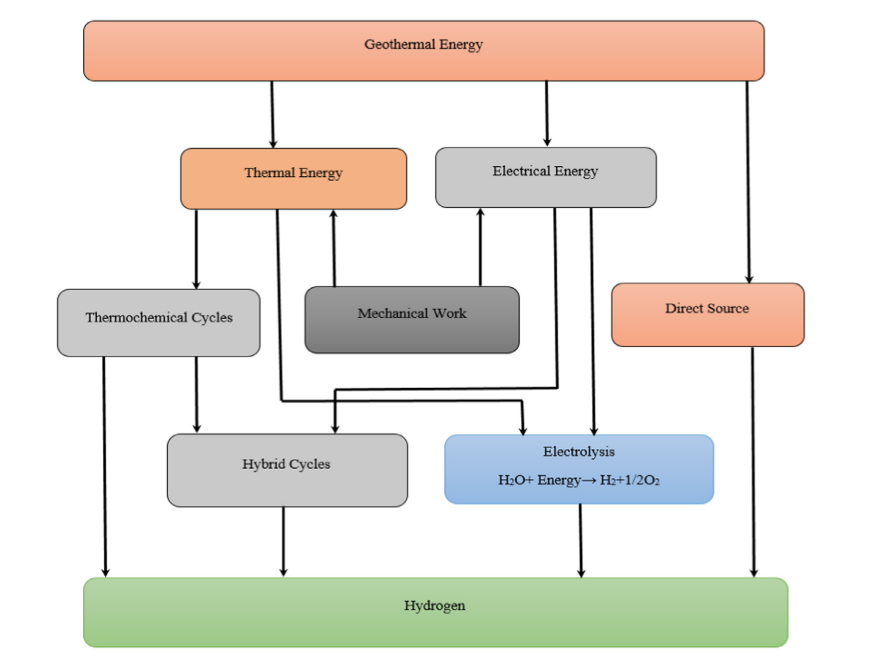 Geothermal Energy
Thermal Energy
Electrical Energy
Thermochemical Cycles
Mechanical Work
Direct Source
Hybrid Cycles
Electrolysis
H₂O+ Energy→ H₂+1/2O₂
Hydrogen